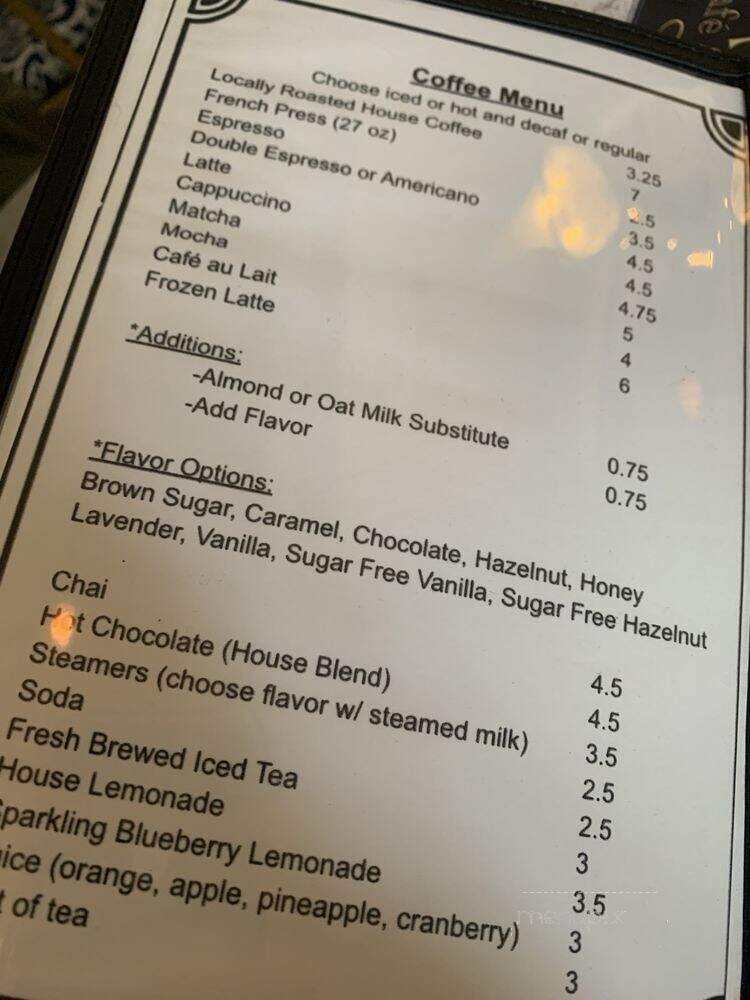 Coffee Menu
Choose iced or hot and decaf or regular
Locally Roasted House Coffee 3.25
French Press (27 oz) 7
Espresso 2.5
Double Espresso or Americano 3.5
Latte 4.5
Cappuccino 4.5
Matcha 4.75
Mocha 5
Café au Lait 4
Frozen Latte 6
*Additions:
-Almond or Oat Milk Substitute 0.75
-Add Flavor 0.75
*Flavor Options:
Brown Sugar, Caramel, Chocolate, Hazelnut, Honey
Lavender, Vanilla, Sugar Free Vanilla, Sugar Free Hazelnut
Chai 4.5
Hot Chocolate (House Blend) 4.5
Steamers (choose flavor w/ steamed milk) 3.5
Soda 2.5
Fresh Brewed Iced Tea 2.5
House Lemonade 3
Sparkling Blueberry Lemonade 3.5
ice (orange, apple, pineapple, cranberry) 3
t of tea 3